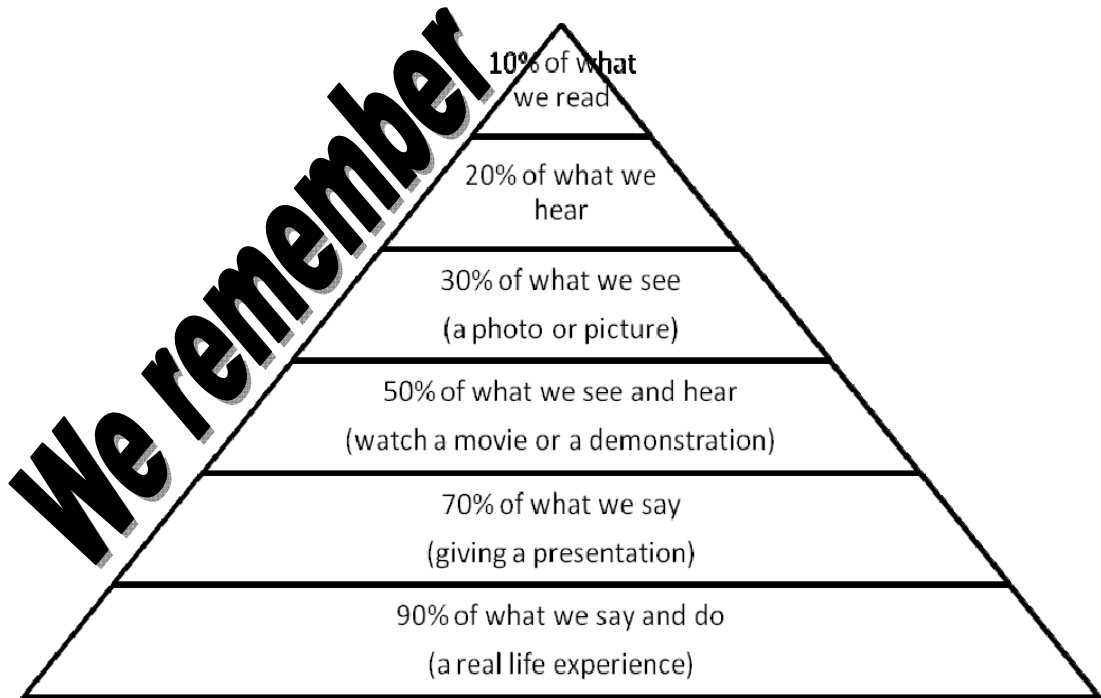 We remember
10% of what
we read
20% of what we
hear
30% of what we see
(a photo or picture)
50% of what we see and hear
(watch a movie or a demonstration)
70% of what we say
(giving a presentation)
90% of what we say and do
(a real life experience)